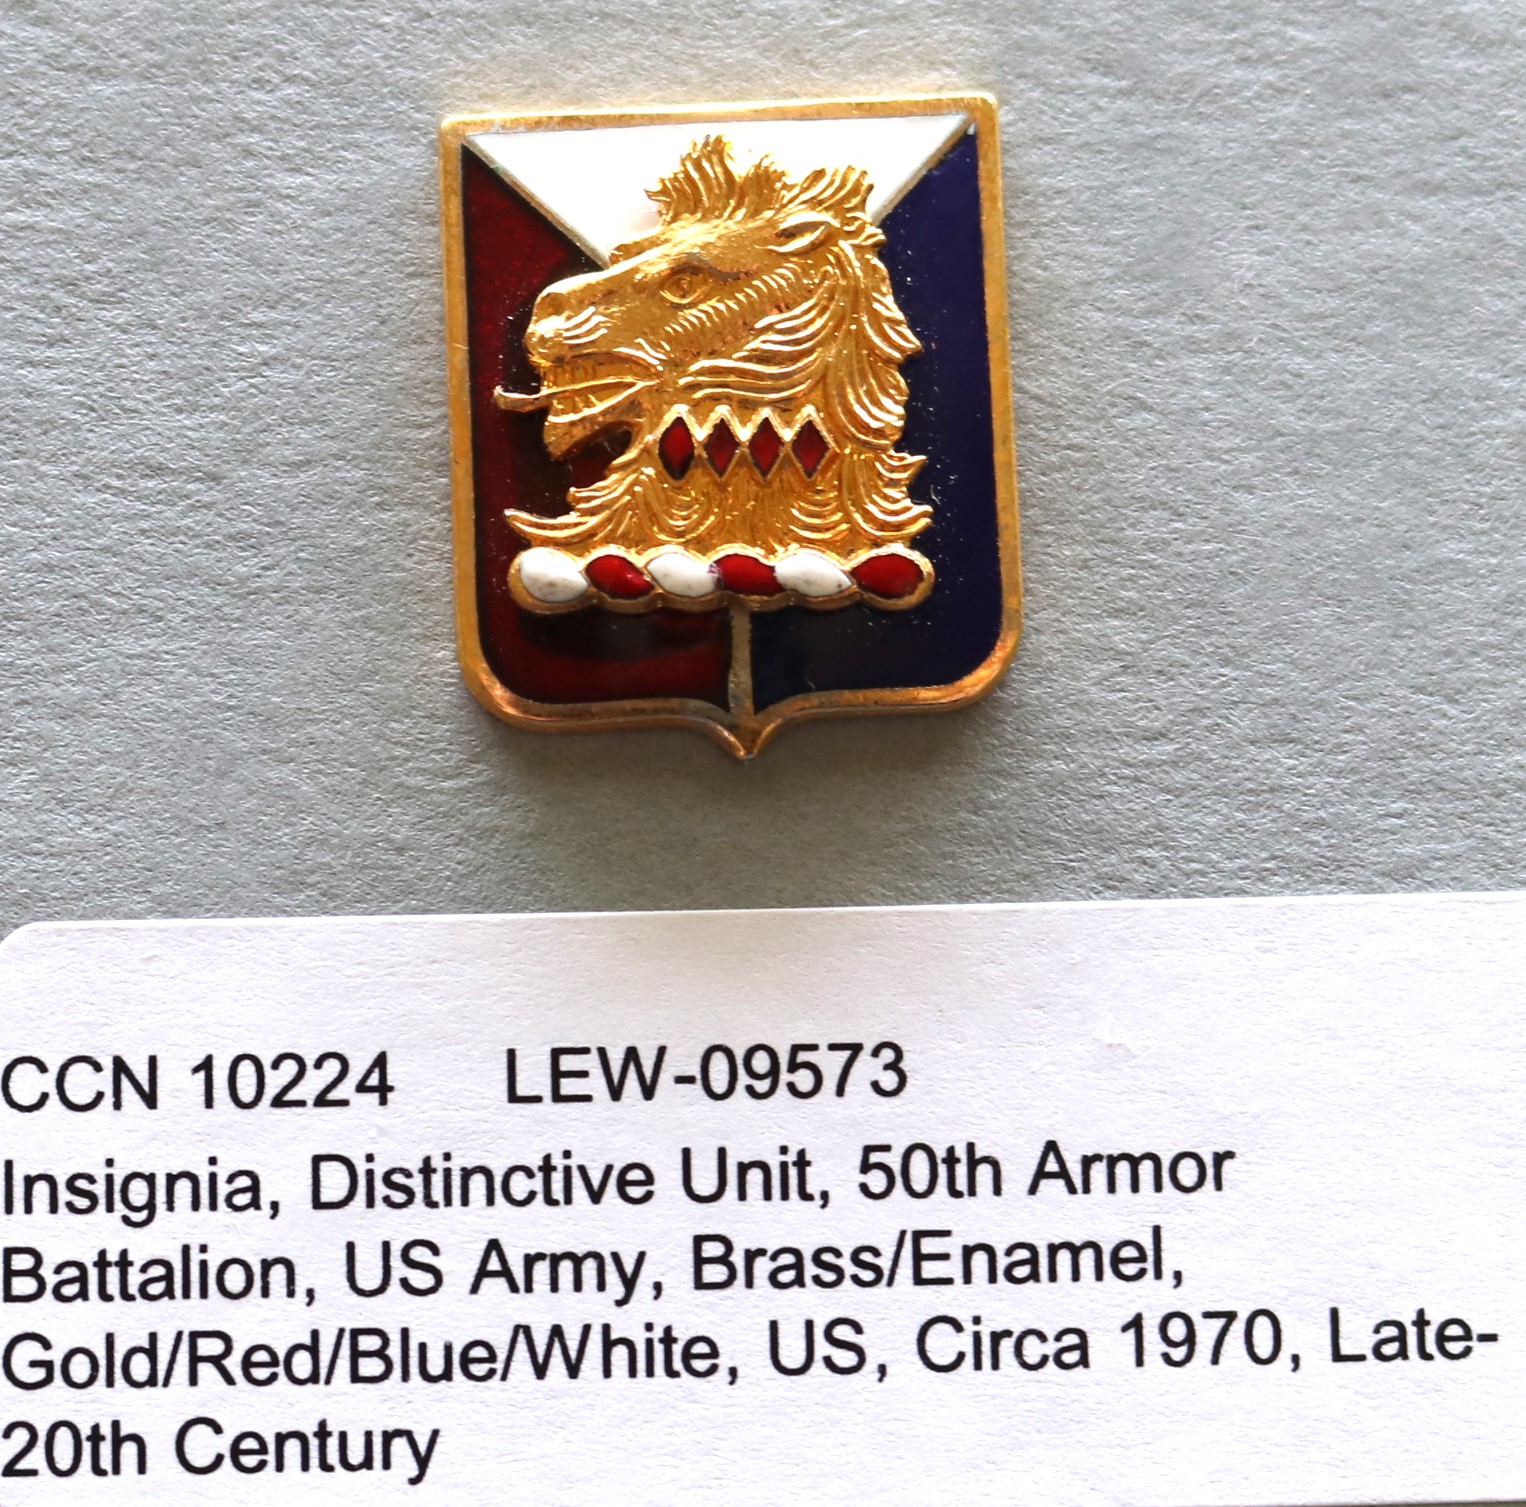 CCN 10224 LEW-09573
Insignia, Distinctive Unit, 50th Armor
Battalion, US Army, Brass/Enamel,
Gold/Red/Blue/White, US, Circa 1970, Late-
20th Century